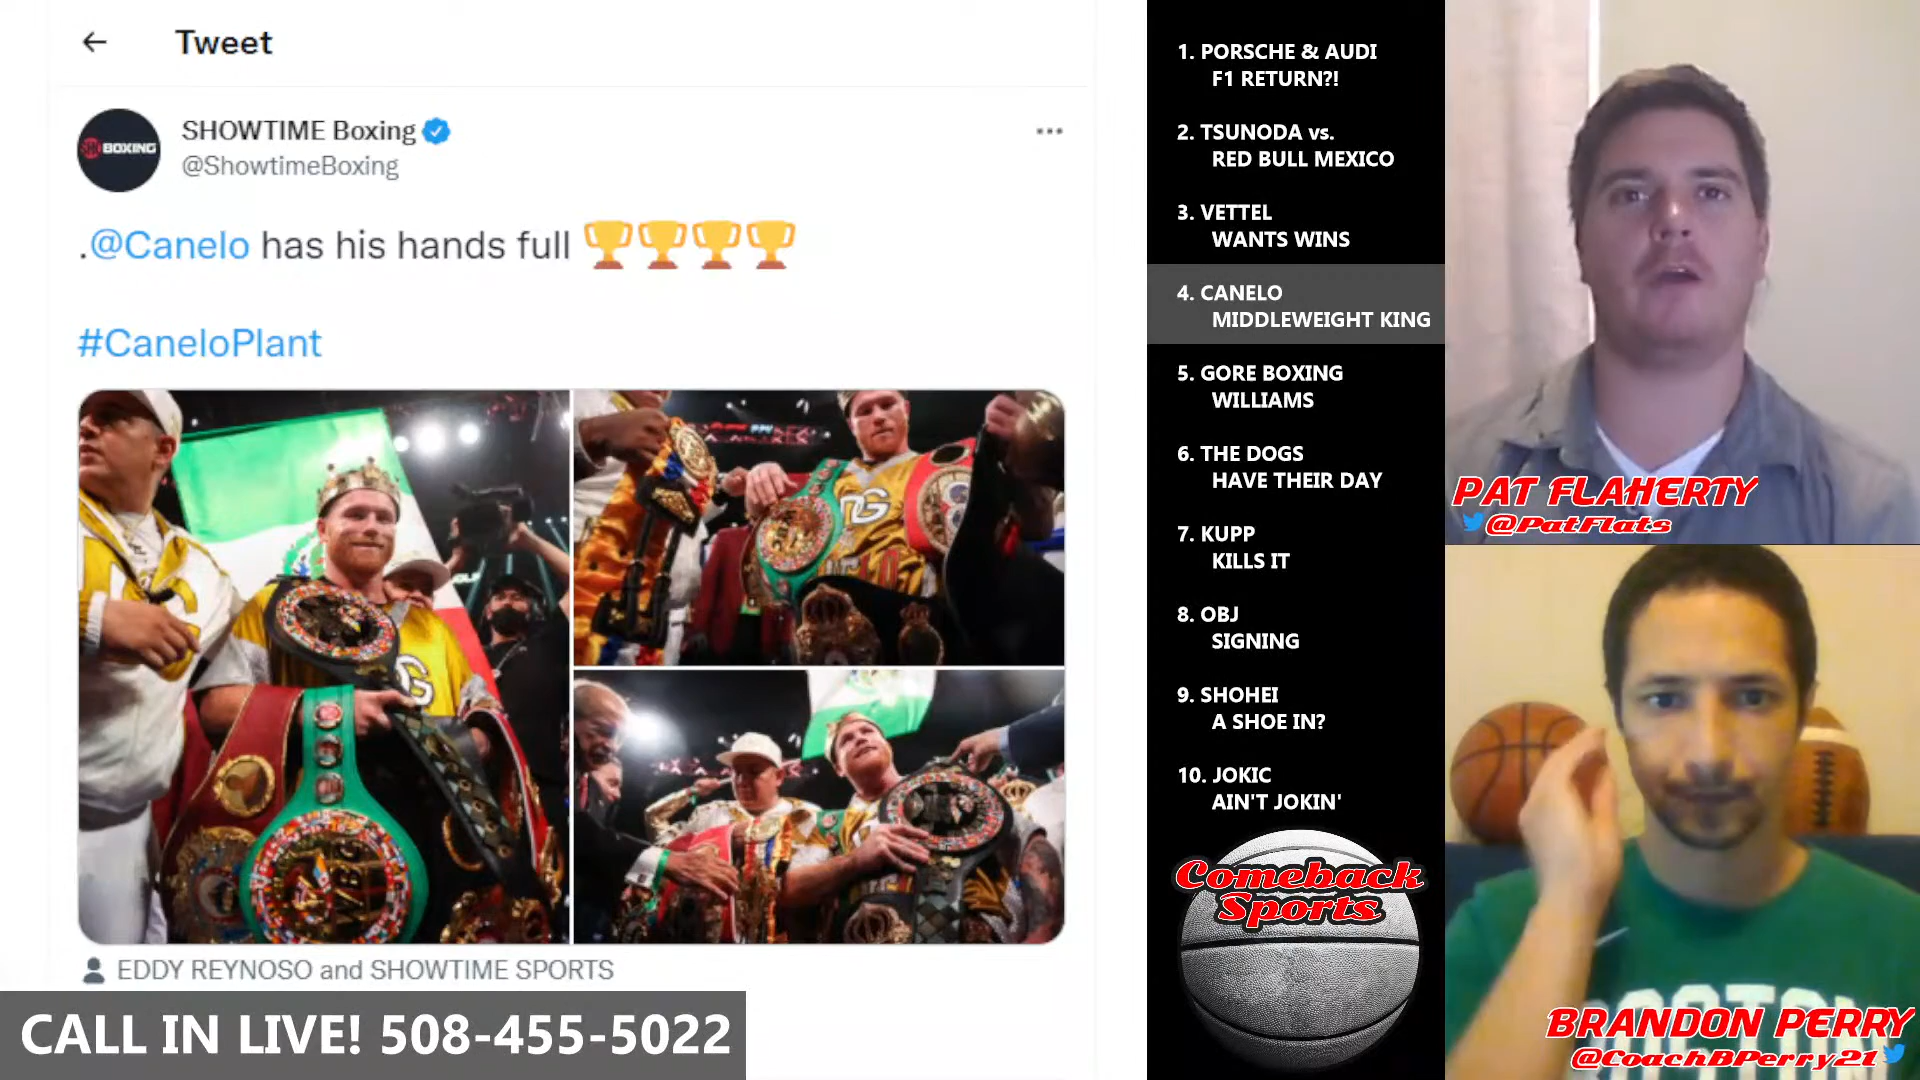 Tweet
SHOWTIME Boxing
@ShowtimeBoxing
BOXING
.@Canelo has his hands full 🏆🏆🏆🏆
#CaneloPlant
EDDY REYNOSO and SHOWTIME SPORTS
CALL IN LIVE! 508-455-5022
1. PORSCHE & AUDI
F1 RETURN?!
2. TSUNODA vs.
RED BULL MEXICO
3. VETTEL
WANTS WINS
4. CANELO
MIDDLEWEIGHT KING
5. GORE BOXING
WILLIAMS
6. THE DOGS
HAVE THEIR DAY
7. KUPP
KILLS IT
8. OBJ
SIGNING
9. SHOHEI
A SHOE IN?
10. JOKIC
AIN'T JOKIN'
Comeback
Sports
PAT FLAHERTY
@PatFlats
BRANDON PERRY
@CoachBPerry21